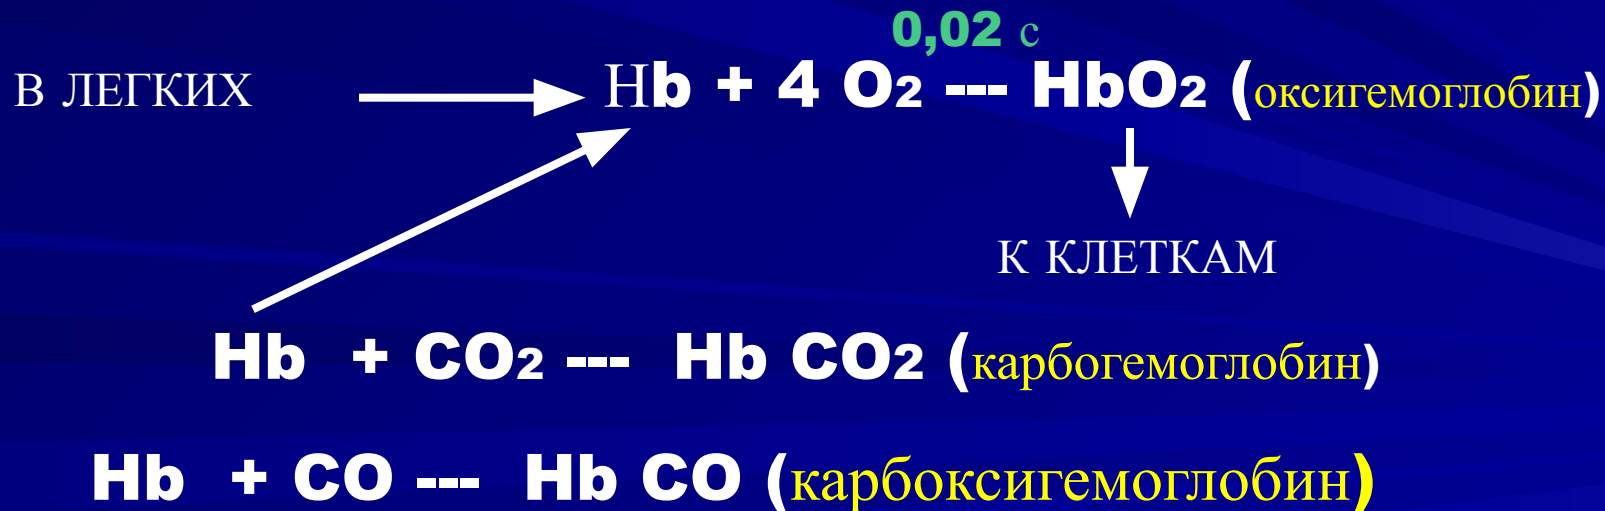 0,02 с
В ЛЕГКИХ Hb + 4 O2 --- HbO2 (оксигемоглобин)
К КЛЕТКАМ
Hb + CO2 --- Hb CO2 (карбогемоглобин)
Hb + CO --- Hb CO (карбоксигемоглобин)